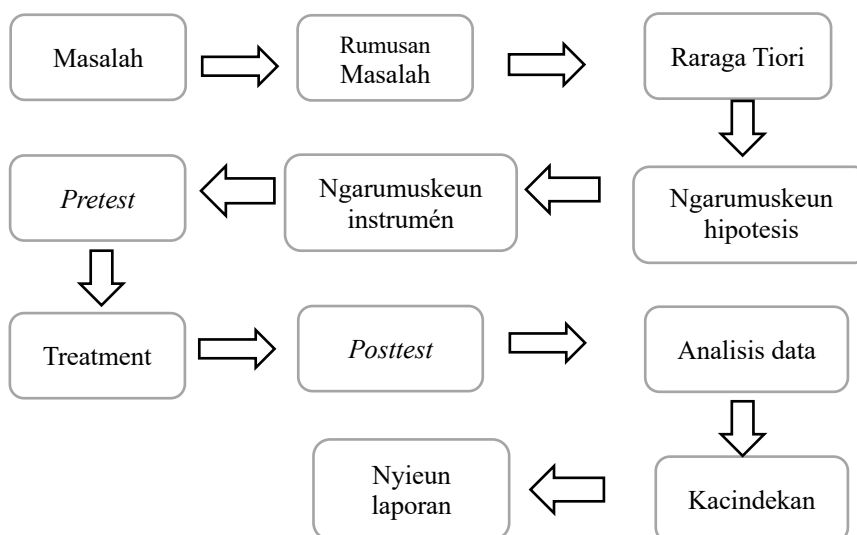 Masalah
Rumusan
Masalah
Raraga Tiori
Pretest
Ngarumuskeun
instrumén
Ngarumuskeun
hipotesis
Treatment
Posttest
Analisis data
Nyieun
laporan
Kacindekan